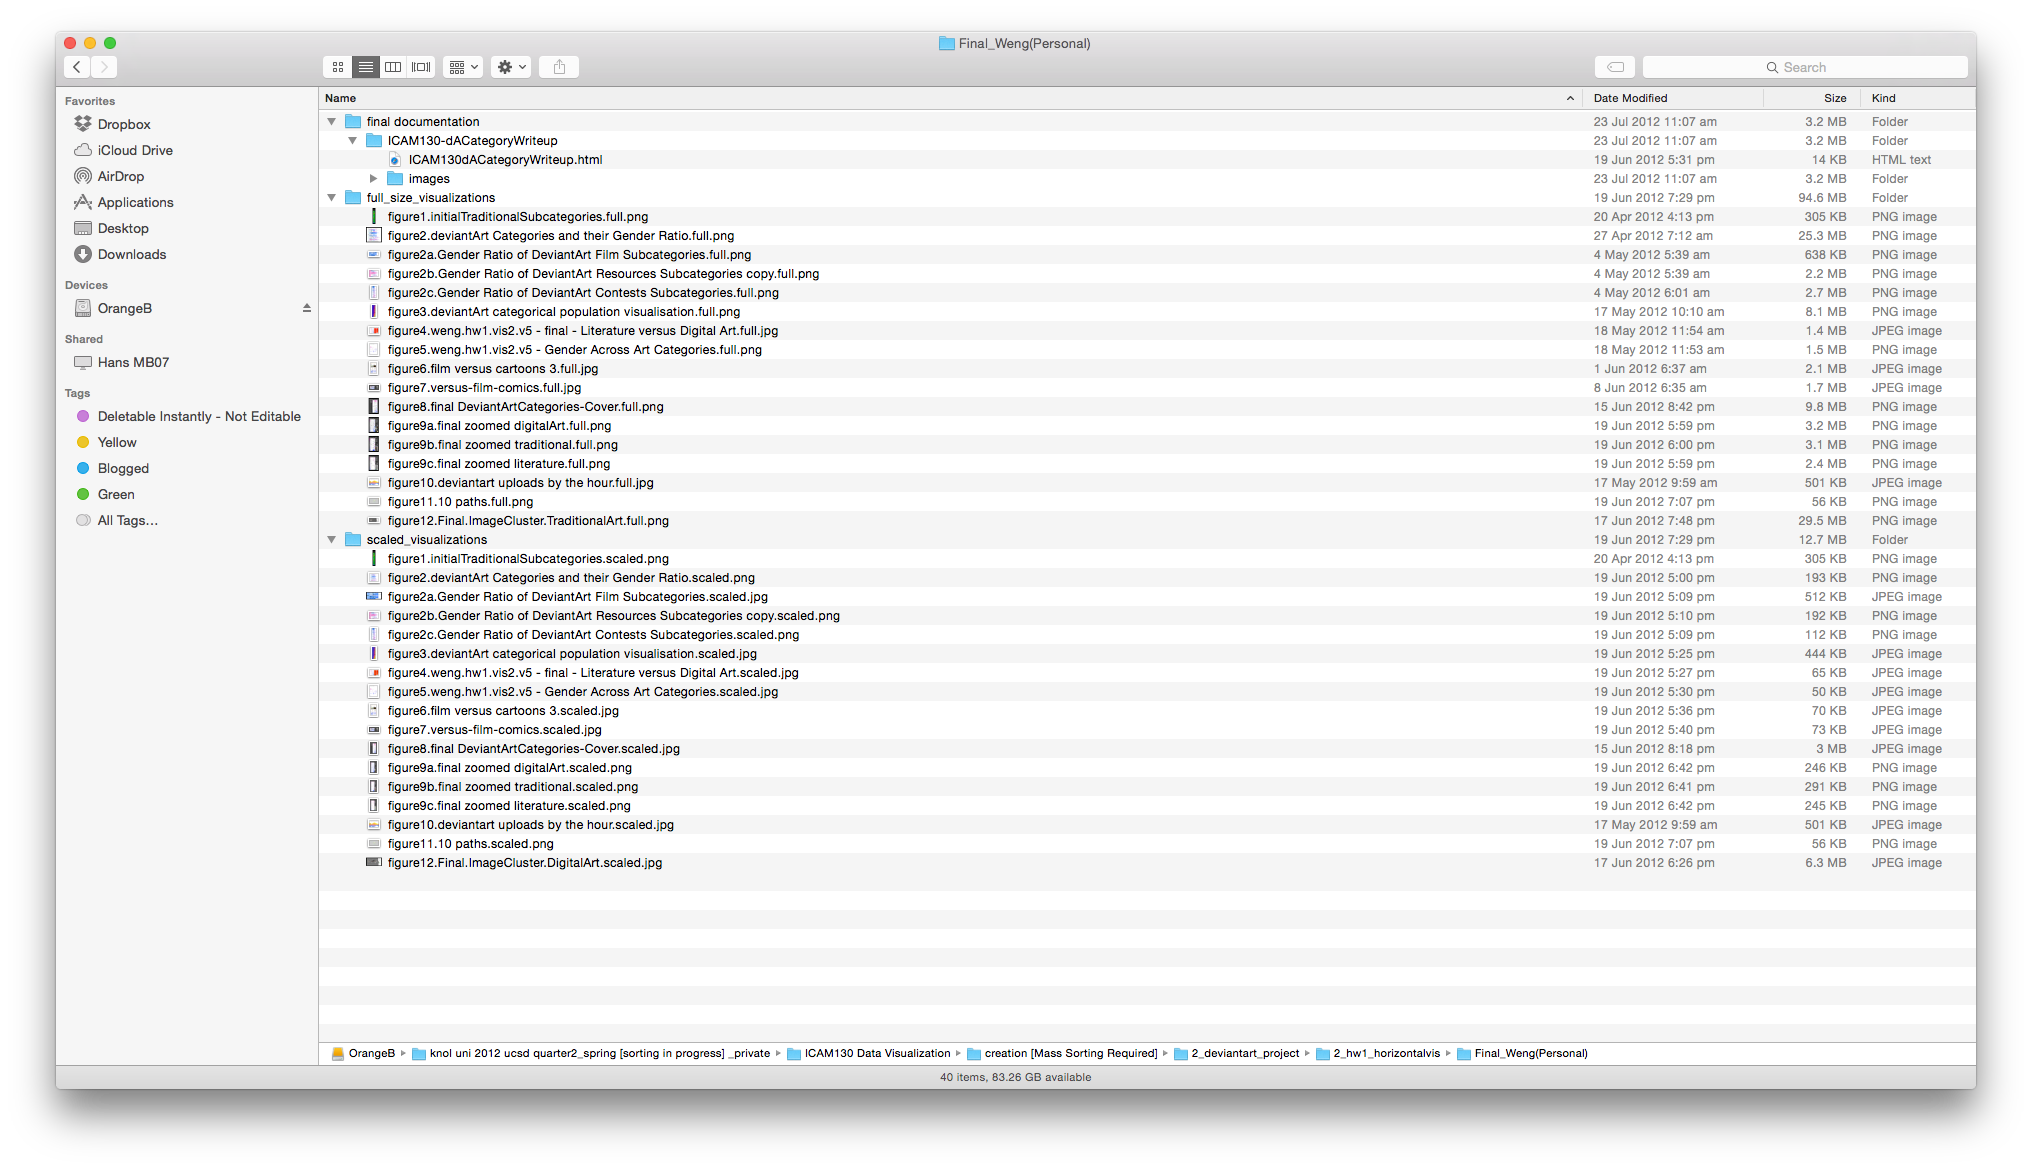 Final_Weng(Personal)
Search
Favorites
Dropbox
iCloud Drive
AirDrop
Applications
Desktop
Downloads
Devices
OrangeB
Shared
Hans MB07
Tags
Deletable Instantly - Not Editable
Yellow
Blogged
Green
All Tags...
Name Date Modified Size Kind
final documentation 23 Jul 2012 11:07 am 3.2 MB Folder
ICAM130-dACategoryWriteup 23 Jul 2012 11:07 am 3.2 MB Folder
ICAM130dACategoryWriteup.html 19 Jun 2012 5:31 pm 14 KB HTML text
images 23 Jul 2012 11:07 am 3.2 MB Folder
full_size_visualizations 19 Jun 2012 7:29 pm 94.6 MB Folder
figure1.initialTraditionalSubcategories.full.png 20 Apr 2012 4:13 pm 305 KB PNG image
figure2.deviantArt Categories and their Gender Ratio.full.png 27 Apr 2012 7:12 am 25.3 MB PNG image
figure2a.Gender Ratio of DeviantArt Film Subcategories.full.png 4 May 2012 5:39 am 638 KB PNG image
figure2b.Gender Ratio of DeviantArt Resources Subcategories copy.full.png 4 May 2012 5:39 am 2.2 MB PNG image
figure2c.Gender Ratio of DeviantArt Contests Subcategories.full.png 4 May 2012 6:01 am 2.7 MB PNG image
figure3.deviantArt categorical population visualisation.full.png 17 May 2012 10:10 am 8.1 MB PNG image
figure4.weng.hw1.vis2.v5 - final - Literature versus Digital Art.full.jpg 18 May 2012 11:54 am 1.4 MB JPEG image
figure5.weng.hw1.vis2.v5 - Gender Across Art Categories.full.png 18 May 2012 11:53 am 1.5 MB PNG image
figure6.film versus cartoons 3.full.jpg 1 Jun 2012 6:37 am 2.1 MB JPEG image
figure7.versus-film-comics.full.jpg 8 Jun 2012 6:35 am 1.7 MB JPEG image
figure8.final DeviantArtCategories-Cover.full.png 15 Jun 2012 8:42 pm 9.8 MB PNG image
figure9a.final zoomed digitalArt.full.png 19 Jun 2012 5:59 pm 3.2 MB PNG image
figure9b.final zoomed traditional.full.png 19 Jun 2012 6:00 pm 3.1 MB PNG image
figure9c.final zoomed literature.full.png 19 Jun 2012 5:59 pm 2.4 MB PNG image
figure10.deviantart uploads by the hour.full.jpg 17 May 2012 9:59 am 501 KB JPEG image
figure11.10 paths.full.png 19 Jun 2012 7:07 pm 56 KB PNG image
figure12.Final.ImageCluster.TraditionalArt.full.png 17 Jun 2012 7:48 pm 29.5 MB PNG image
scaled_visualizations 19 Jun 2012 7:29 pm 12.7 MB Folder
figure1.initialTraditionalSubcategories.scaled.png 20 Apr 2012 4:13 pm 305 KB PNG image
figure2.deviantArt Categories and their Gender Ratio.scaled.png 19 Jun 2012 5:00 pm 193 KB PNG image
figure2a.Gender Ratio of DeviantArt Film Subcategories.scaled.jpg 19 Jun 2012 5:09 pm 512 KB JPEG image
figure2b.Gender Ratio of DeviantArt Resources Subcategories copy.scaled.png 19 Jun 2012 5:10 pm 192 KB PNG image
figure2c.Gender Ratio of DeviantArt Contests Subcategories.scaled.png 19 Jun 2012 5:09 pm 112 KB PNG image
figure3.deviantArt categorical population visualisation.scaled.jpg 19 Jun 2012 5:25 pm 444 KB JPEG image
figure4.weng.hw1.vis2.v5 - final - Literature versus Digital Art.scaled.jpg 19 Jun 2012 5:27 pm 65 KB JPEG image
figure5.weng.hw1.vis2.v5 - Gender Across Art Categories.scaled.jpg 19 Jun 2012 5:30 pm 50 KB JPEG image
figure6.film versus cartoons 3.scaled.jpg 19 Jun 2012 5:36 pm 70 KB JPEG image
figure7.versus-film-comics.scaled.jpg 19 Jun 2012 5:40 pm 73 KB JPEG image
figure8.final DeviantArtCategories-Cover.scaled.jpg 15 Jun 2012 8:18 pm 3 MB JPEG image
figure9a.final zoomed digitalArt.scaled.png 19 Jun 2012 6:42 pm 246 KB PNG image
figure9b.final zoomed traditional.scaled.png 19 Jun 2012 6:41 pm 291 KB PNG image
figure9c.final zoomed literature.scaled.png 19 Jun 2012 6:42 pm 245 KB PNG image
figure10.deviantart uploads by the hour.scaled.jpg 17 May 2012 9:59 am 501 KB JPEG image
figure11.10 paths.scaled.png 19 Jun 2012 7:07 pm 56 KB PNG image
figure12.Final.ImageCluster.DigitalArt.scaled.jpg 17 Jun 2012 6:26 pm 6.3 MB JPEG image
OrangeB knol uni 2012 ucsd quarter2_spring [sorting in progress] _private ICAM130 Data Visualization creation [Mass Sorting Required] 2_deviantart_project 2_hw1_horizontalvis Final_Weng(Personal)
40 items, 83.26 GB available